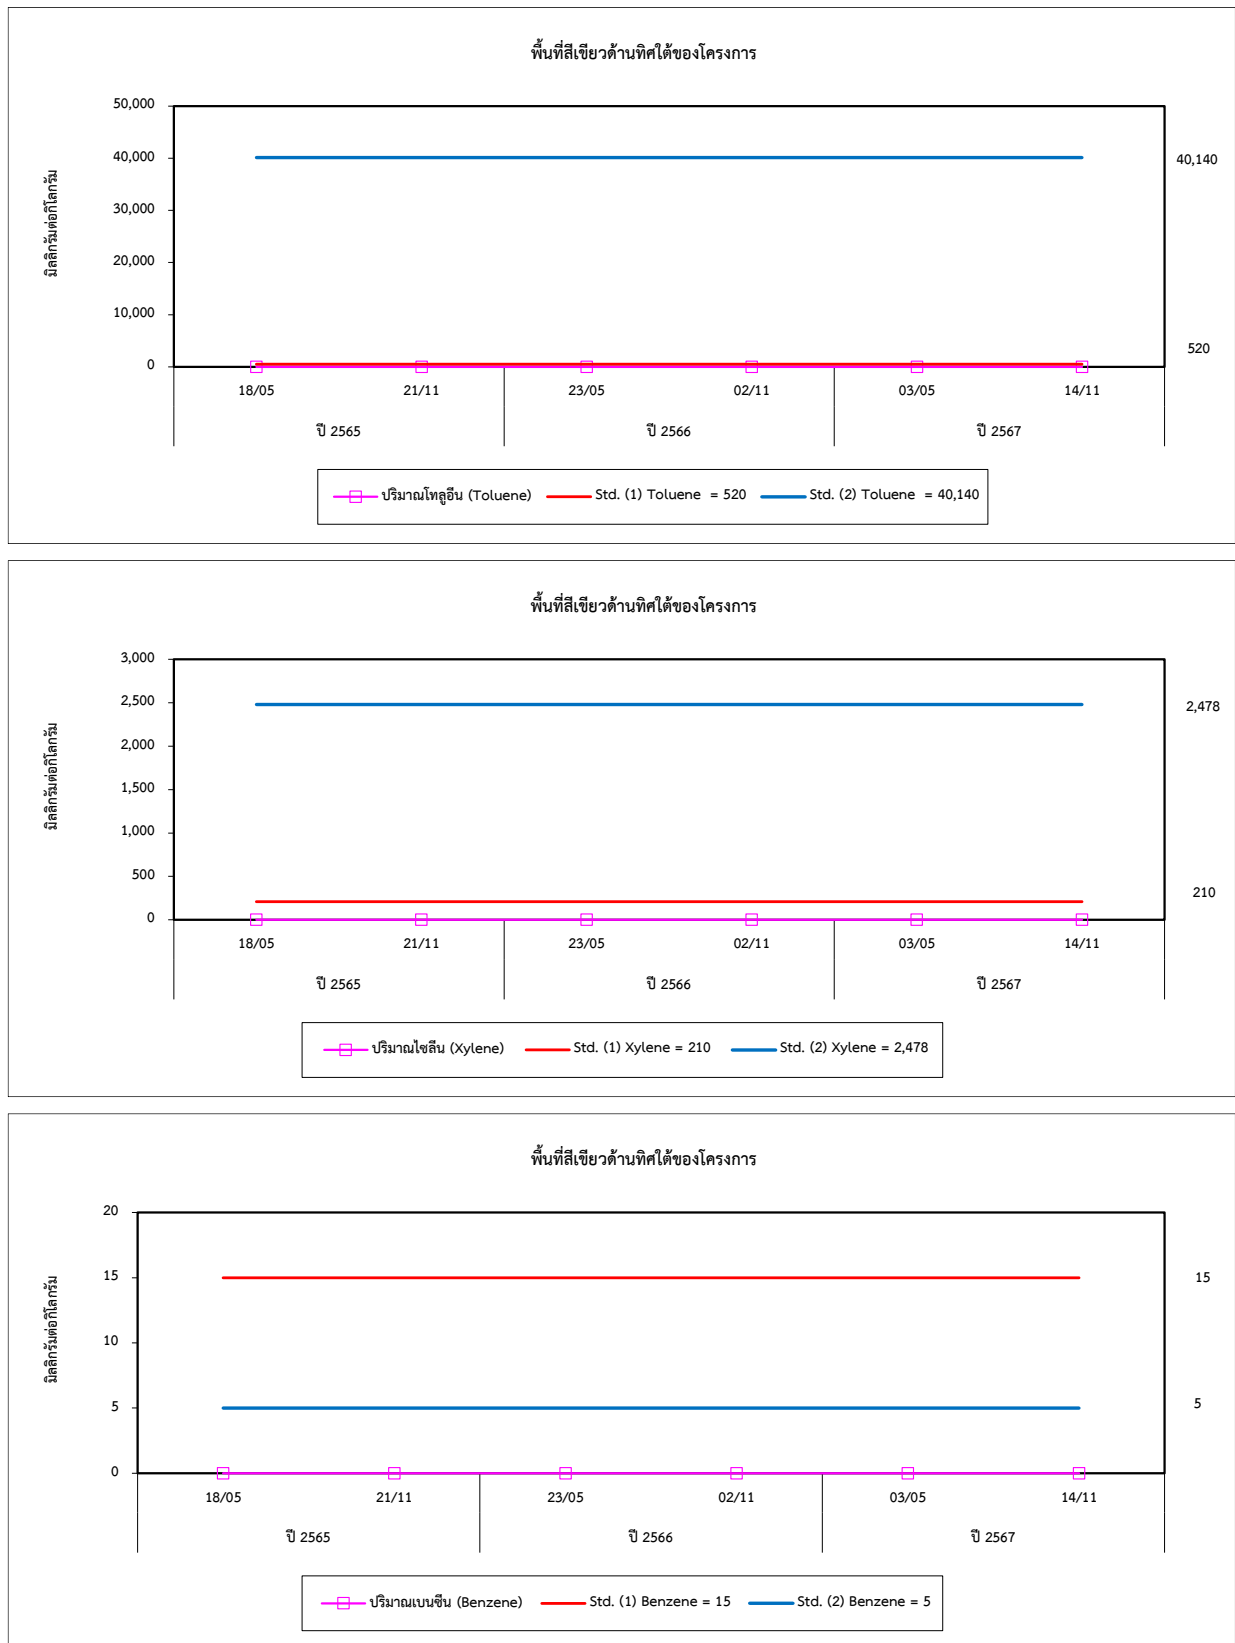 พื้นที่สีเขียวด้านทิศใต้ของโครงการ
มิลลิกรัมต่อกิโลกรัม
50,000
40,000
30,000
20,000
10,000
0
40,140
520
18/05 21/11 23/05 02/11 03/05 14/11
ปี 2565 ปี 2566 ปี 2567
ปริมาณโทลูอีน (Toluene) Std. (1) Toluene = 520 Std. (2) Toluene = 40,140
พื้นที่สีเขียวด้านทิศใต้ของโครงการ
มิลลิกรัมต่อกิโลกรัม
3,000
2,500
2,000
1,500
1,000
500
0
2,478
210
18/05 21/11 23/05 02/11 03/05 14/11
ปี 2565 ปี 2566 ปี 2567
ปริมาณไซลีน (Xylene) Std. (1) Xylene = 210 Std. (2) Xylene = 2,478
พื้นที่สีเขียวด้านทิศใต้ของโครงการ
มิลลิกรัมต่อกิโลกรัม
20
15
10
5
0
15
5
18/05 21/11 23/05 02/11 03/05 14/11
ปี 2565 ปี 2566 ปี 2567
ปริมาณเบนซีน (Benzene) Std. (1) Benzene = 15 Std. (2) Benzene = 5